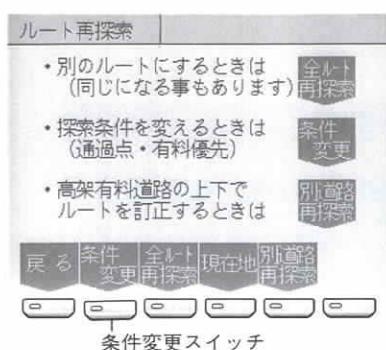 ルート再探索
・別のルートにするときは
(同じになる事もあります)
全ルート
再探索
・探索条件を変えるときは
(通過点・有料優先)
条件
変更
・高架有料道路の上下で
ルートを訂正するときは
別道路
再探索
戻る
条件
変更
全ルート
再探索
現在地
別道路
再探索
条件変更スイッチ